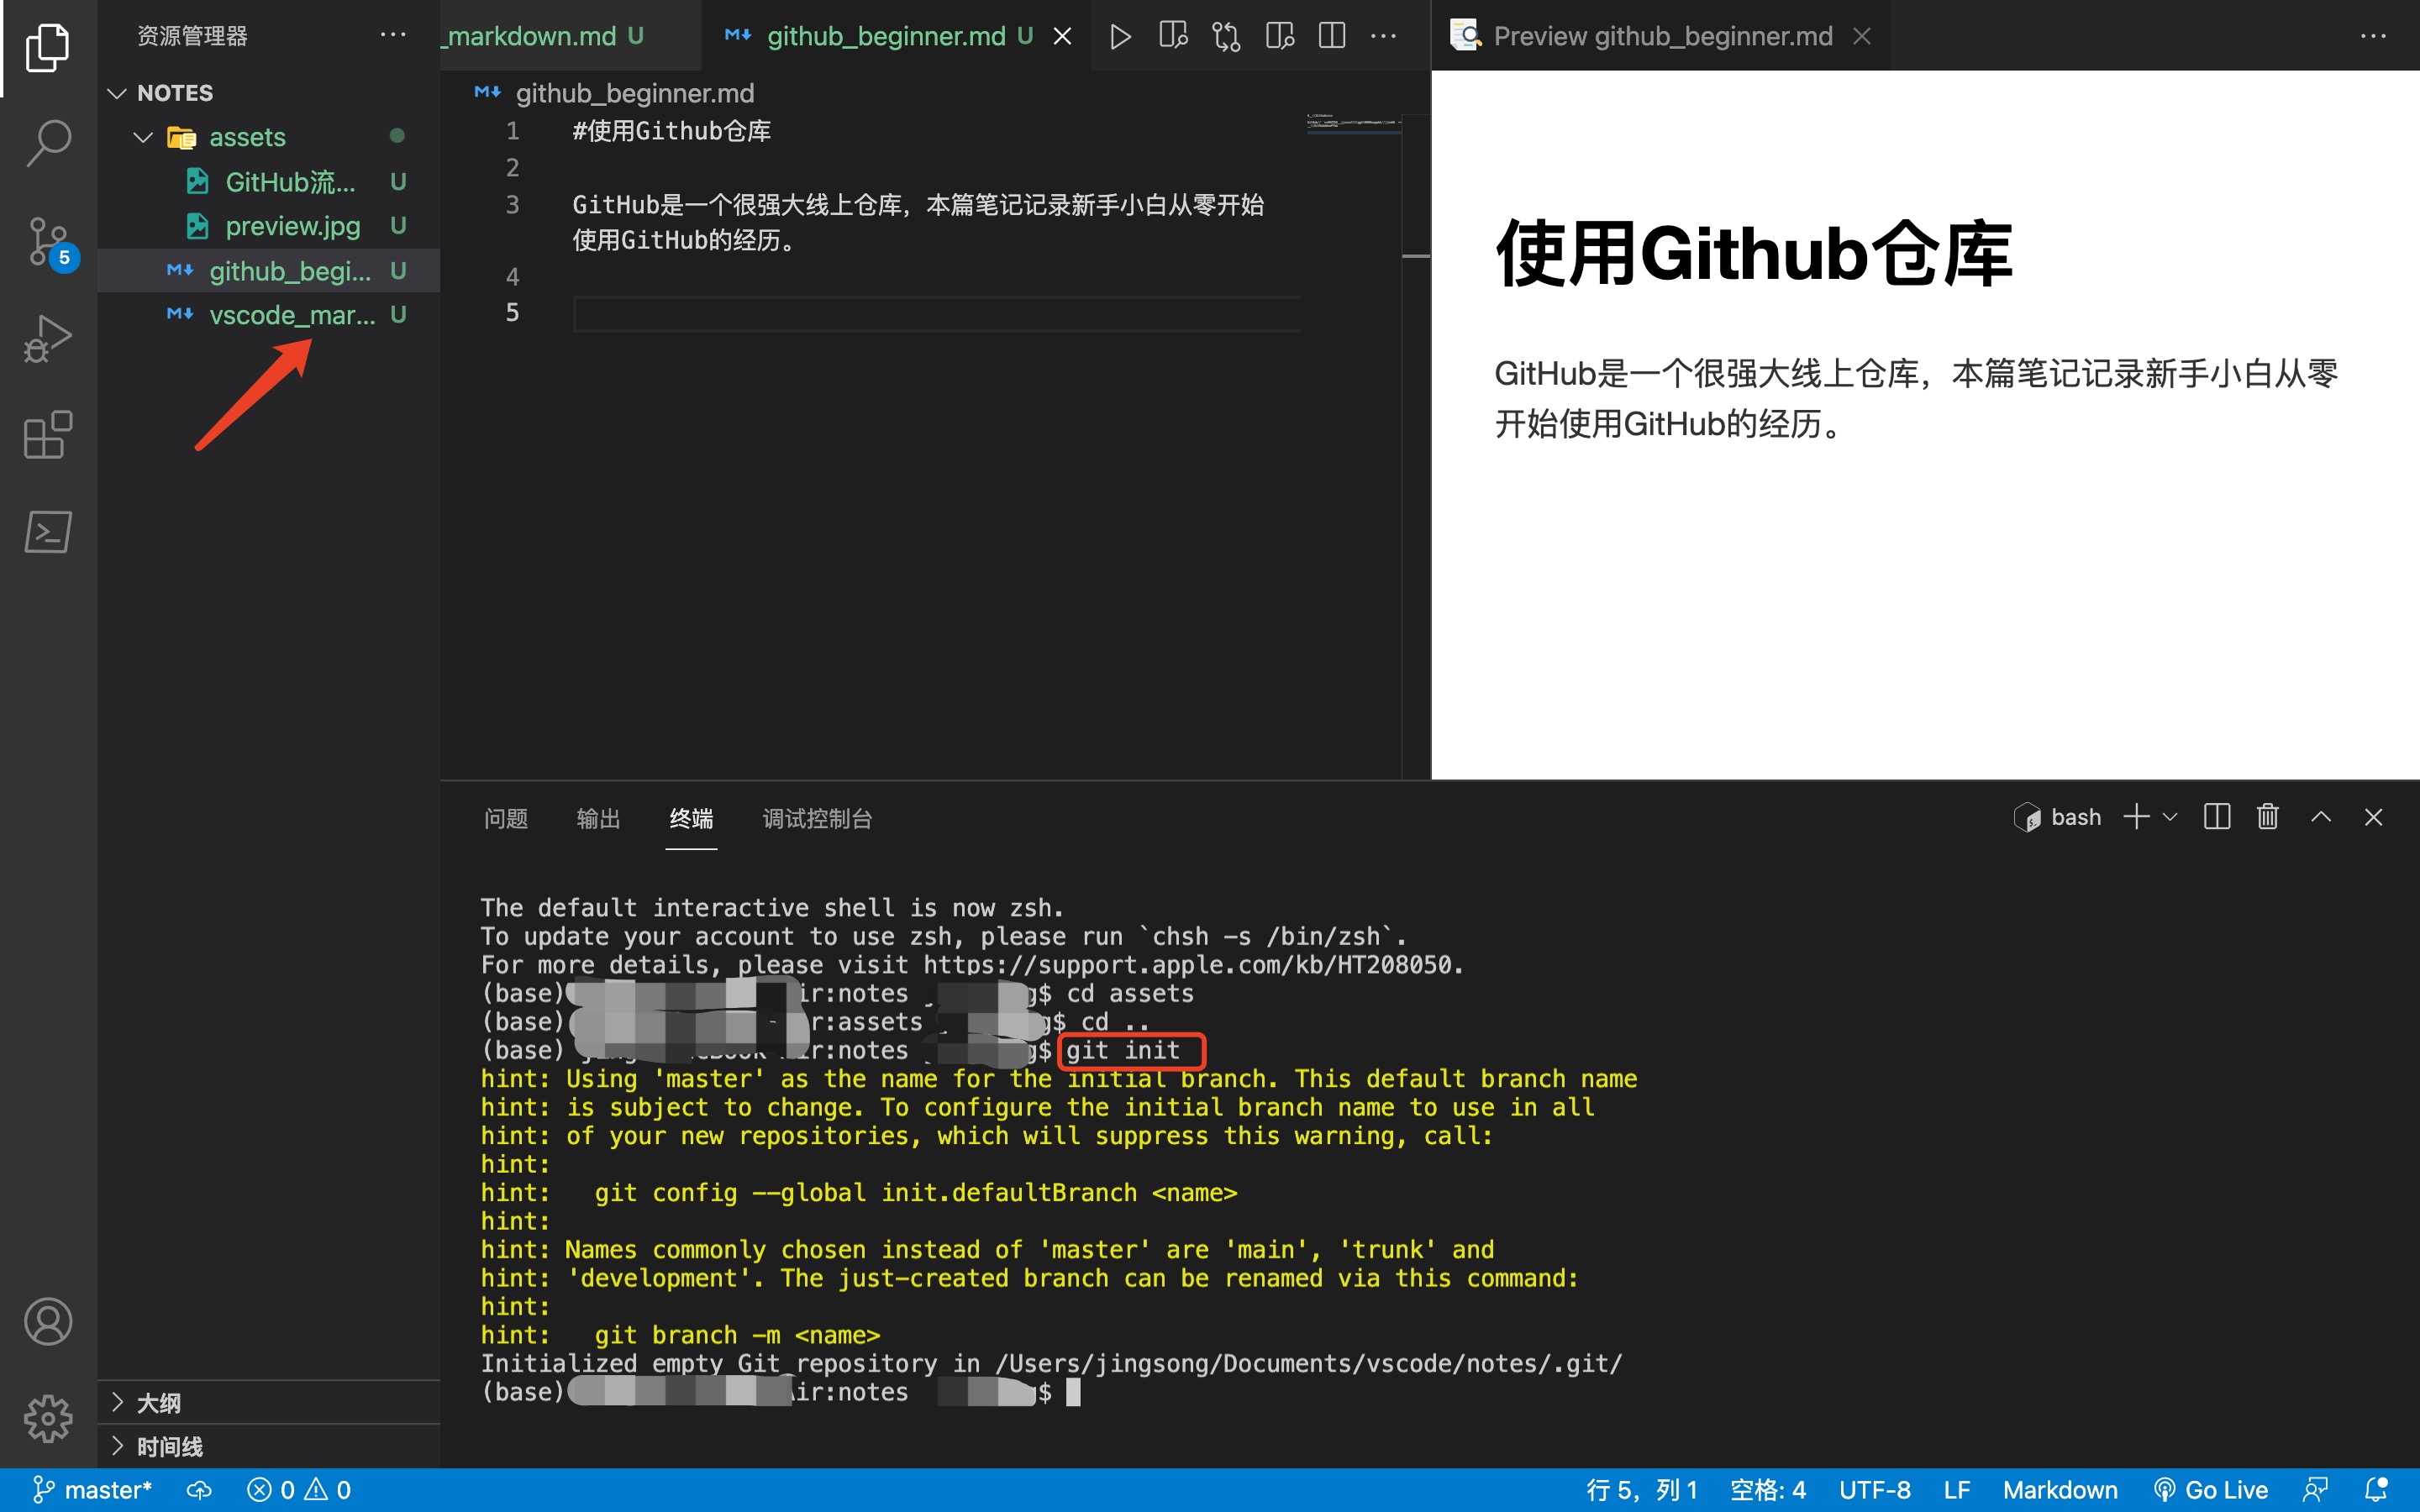 资源管理器
NOTES
assets
GitHub流... U
preview.jpg U
github_begi... U
vscode_mar... U
5
大纲
时间线
_markdown.md U
github_beginner.md U
github_beginner.md
1 #使用Github仓库
2
3 GitHub是一个很强大线上仓库，本篇笔记记录新手小白从零开始
使用GitHub的经历。
4
5
Preview github_beginner.md
使用Github仓库
GitHub是一个很强大线上仓库，本篇笔记记录新手小白从零
开始使用GitHub的经历。
问题 输出 终端 调试控制台
bash
The default interactive shell is now zsh.
To update your account to use zsh, please run `chsh -s /bin/zsh`.
For more details, please visit https://support.apple.com/kb/HT208050.
(base) ir:notes g$ cd assets
(base) r:assets g$ cd ..
(base) ir:notes g$ git init
hint: Using 'master' as the name for the initial branch. This default branch name
hint: is subject to change. To configure the initial branch name to use in all
hint: of your new repositories, which will suppress this warning, call:
hint:
hint:   git config --global init.defaultBranch <name>
hint:
hint: Names commonly chosen instead of 'master' are 'main', 'trunk' and
hint: 'development'. The just-created branch can be renamed via this command:
hint:
hint:   git branch -m <name>
Initialized empty Git repository in /Users/jingsong/Documents/vscode/notes/.git/
(base) ir:notes $
master* 0 0 行 5，列 1 空格: 4 UTF-8 LF Markdown Go Live